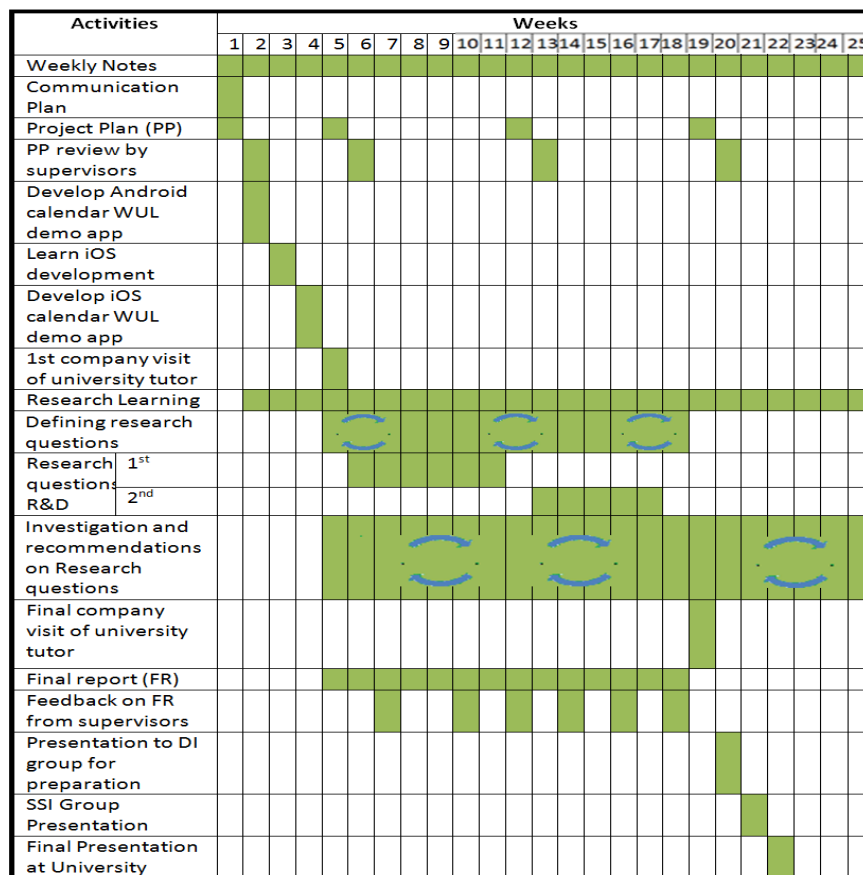 Activities Weeks
1 2 3 4 5 6 7 8 9 10 11 12 13 14 15 16 17 18 19 20 21 22 23 24 25
Weekly Notes
Communication
Plan
Project Plan (PP)
PP review by
supervisors
Develop Android
calendar WUL
demo app
Learn iOS
development
Develop iOS
calendar WUL
demo app
1st company visit
of university tutor
Research Learning
Defining research
questions
Research 1st
questions
R&D 2nd
Investigation and
recommendations
on Research
questions
Final company
visit of university
tutor
Final report (FR)
Feedback on FR
from supervisors
Presentation to DI
group for
preparation
SSI Group
Presentation
Final Presentation
at University